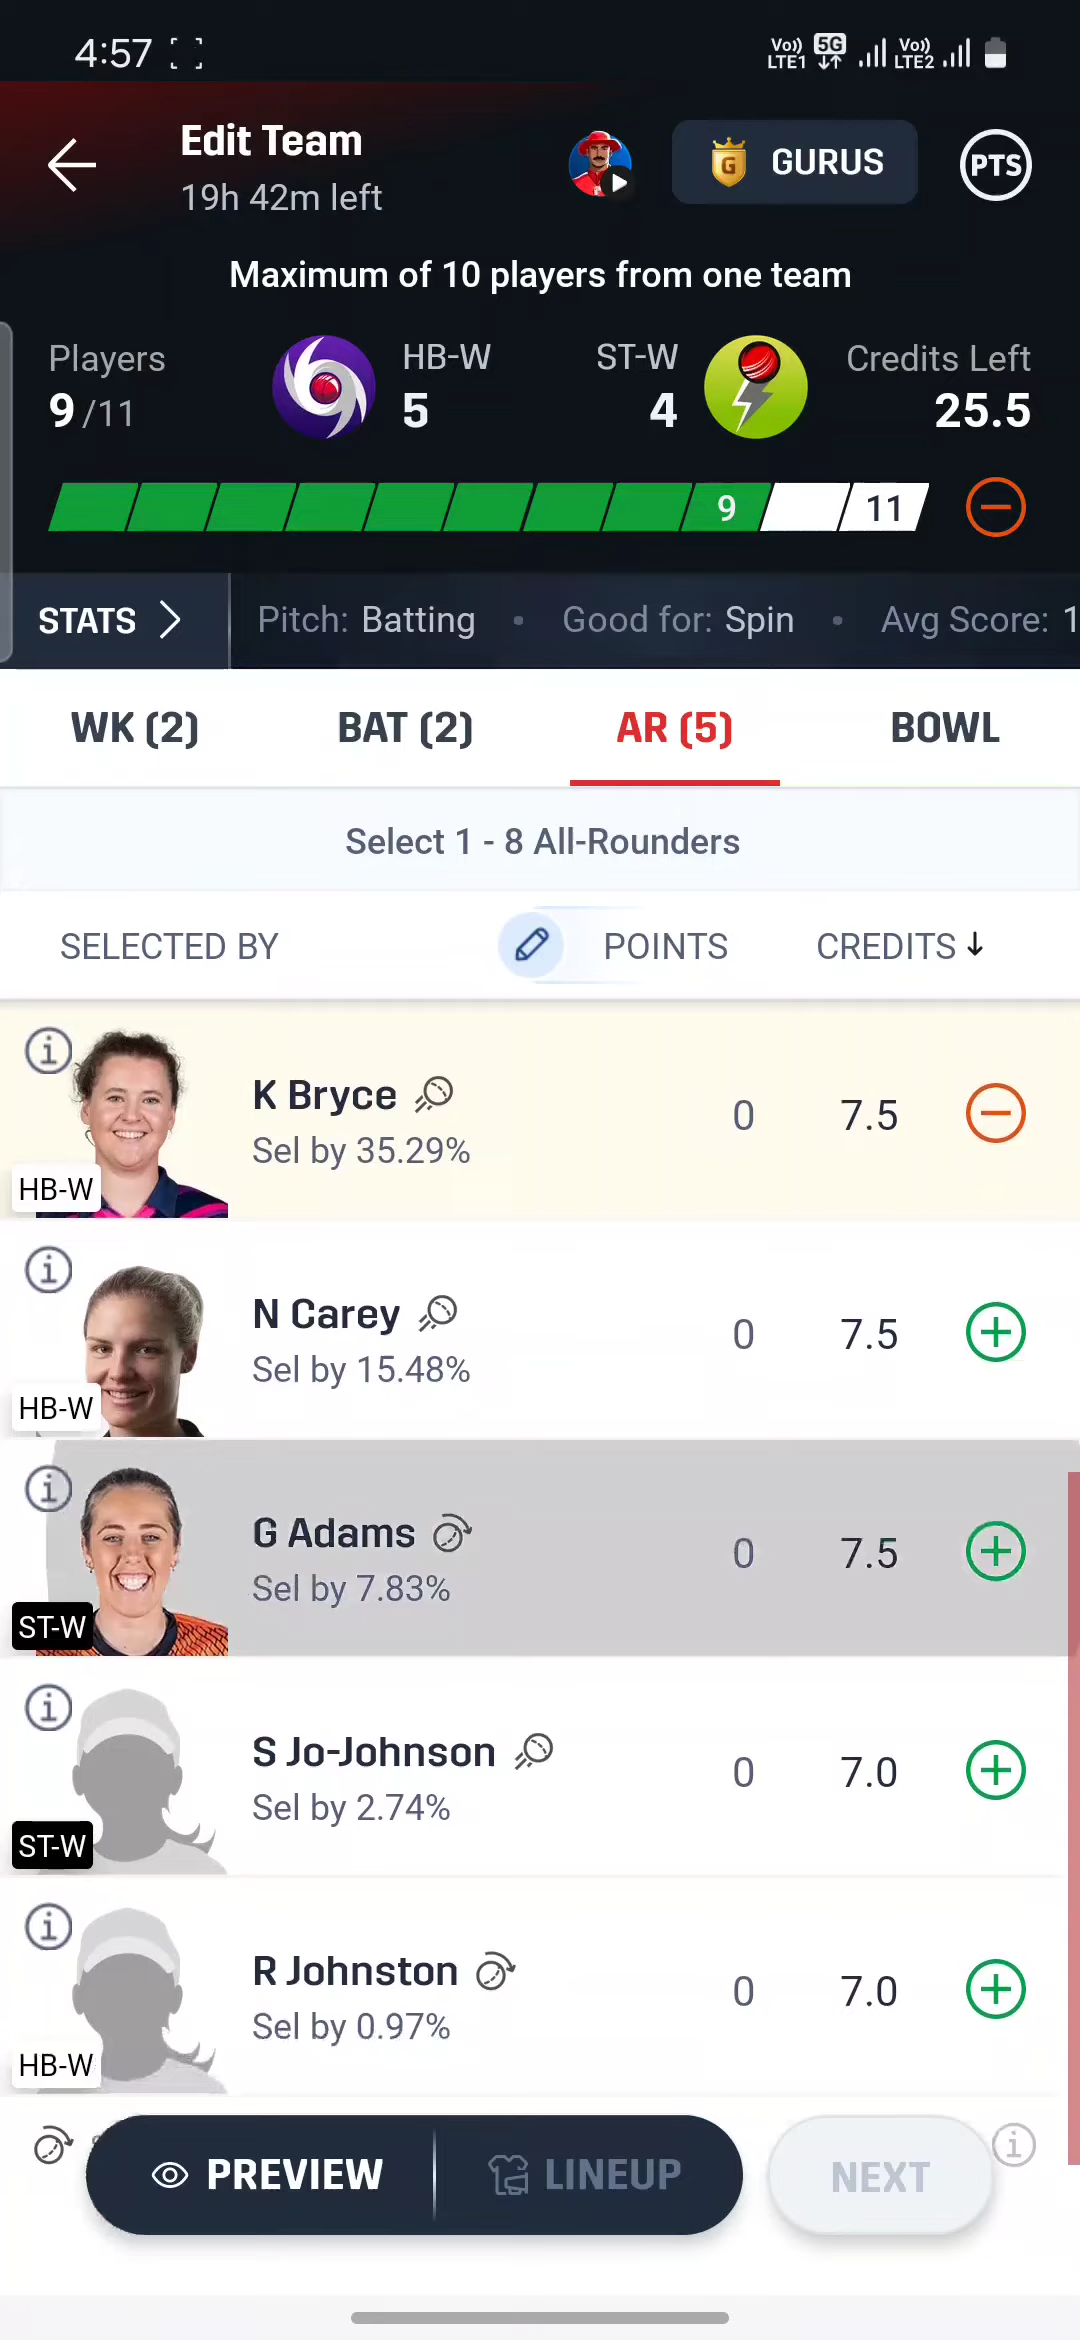 4:57
Vo)) LTE1 5G Vo)) LTE2
Edit Team
19h 42m left
G GURUS
PTS
Maximum of 10 players from one team
Players
9/11
HB-W
5
ST-W
4
Credits Left
25.5
9 11
STATS Pitch: Batting • Good for: Spin • Avg Score: 1
WK (2) BAT (2) AR (5) BOWL
Select 1 - 8 All-Rounders
SELECTED BY POINTS CREDITS
K Bryce
Sel by 35.29%
0 7.5
HB-W
N Carey
Sel by 15.48%
0 7.5
HB-W
G Adams
Sel by 7.83%
0 7.5
ST-W
S Jo-Johnson
Sel by 2.74%
0 7.0
ST-W
R Johnston
Sel by 0.97%
0 7.0
HB-W
PREVIEW LINEUP NEXT